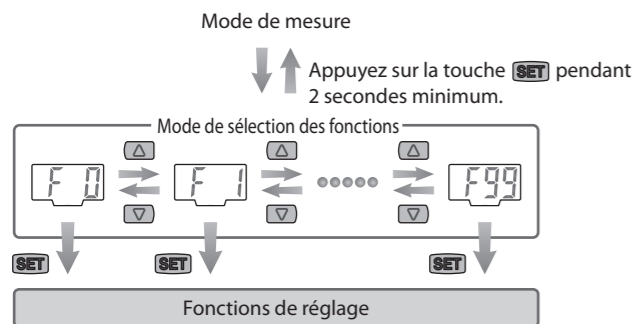 Mode de mesure
Appuyez sur la touche SET pendant
2 secondes minimum.
Mode de sélection des fonctions
F 0
F 1
F99
SET
SET
SET
Fonctions de réglage